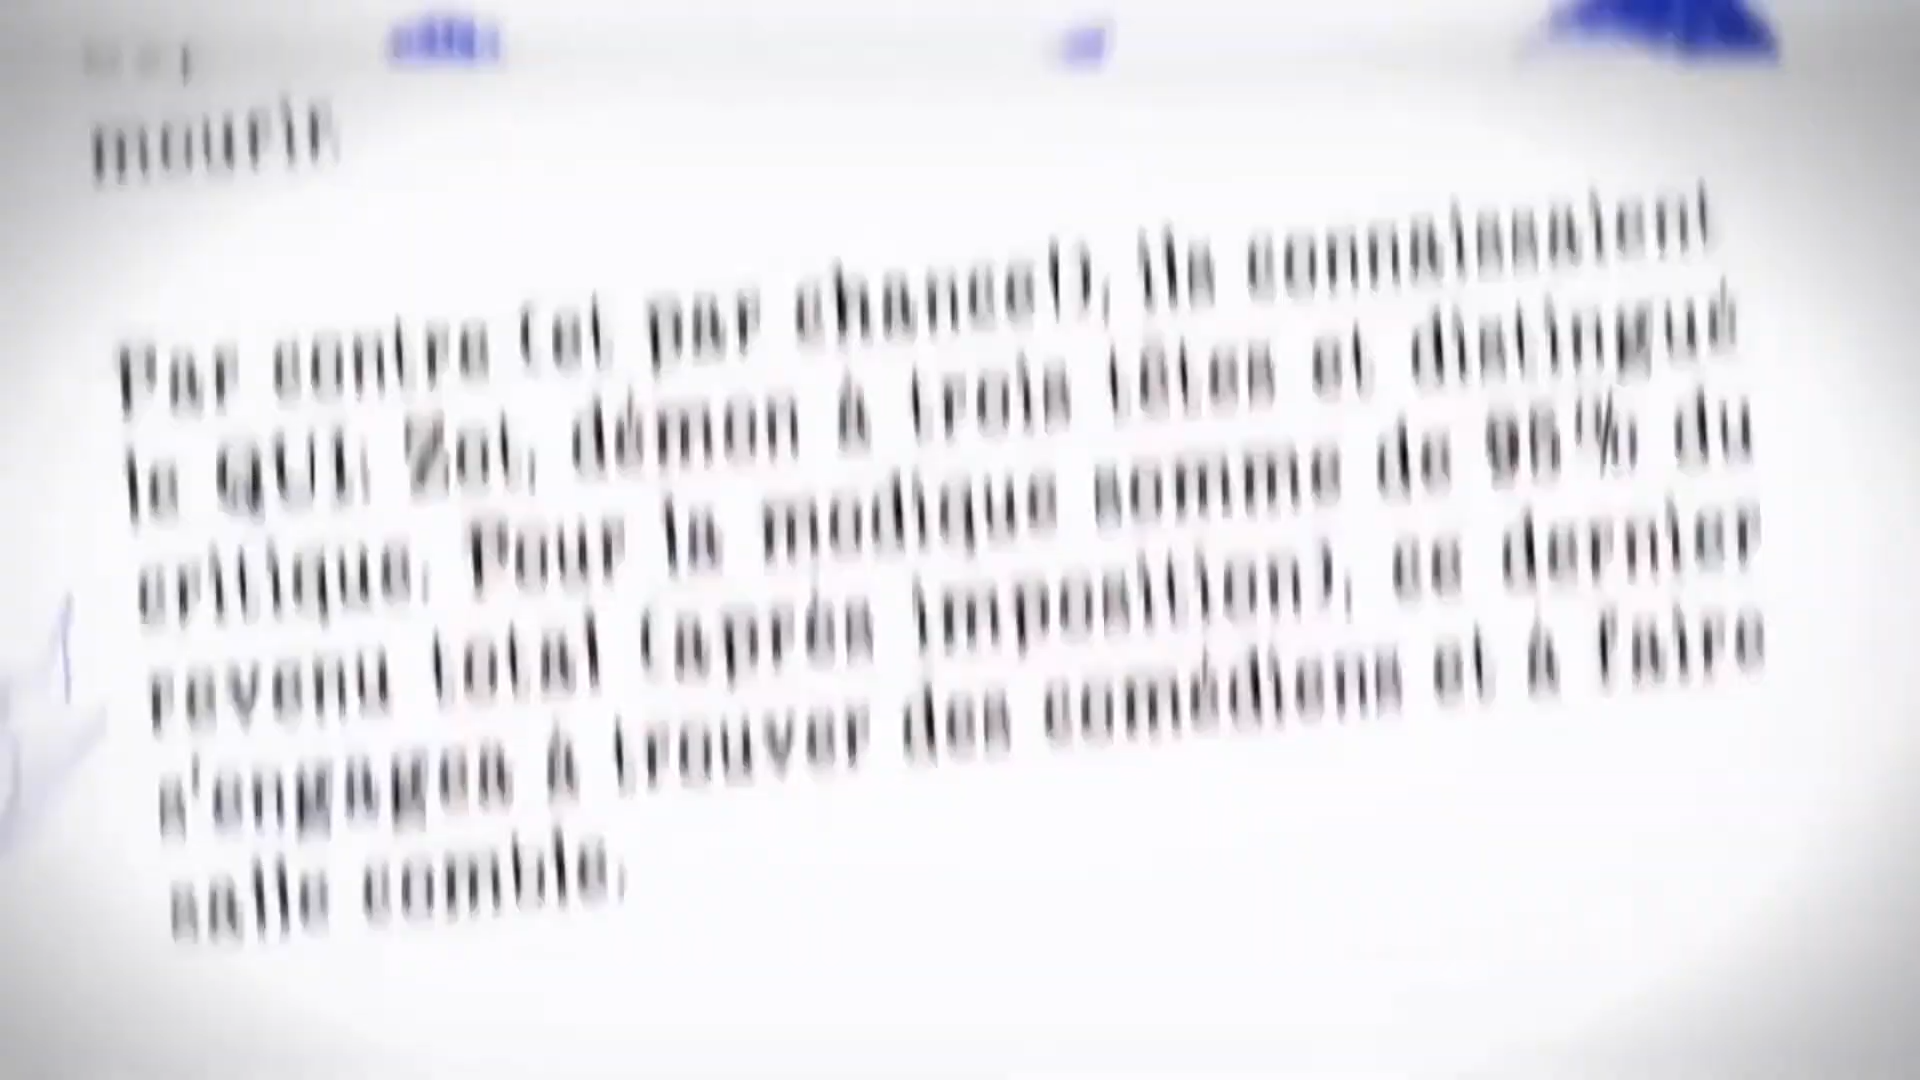 mourir.
Par contre (et par chance!), ils connaissaient
le QUI: Zot, démon à trois têtes et distingué
critique. Pour la modique somme de 95% du
revenu total (après imposition), ce dernier
s'engagea à trouver des comédiens et à faire
salle comble.